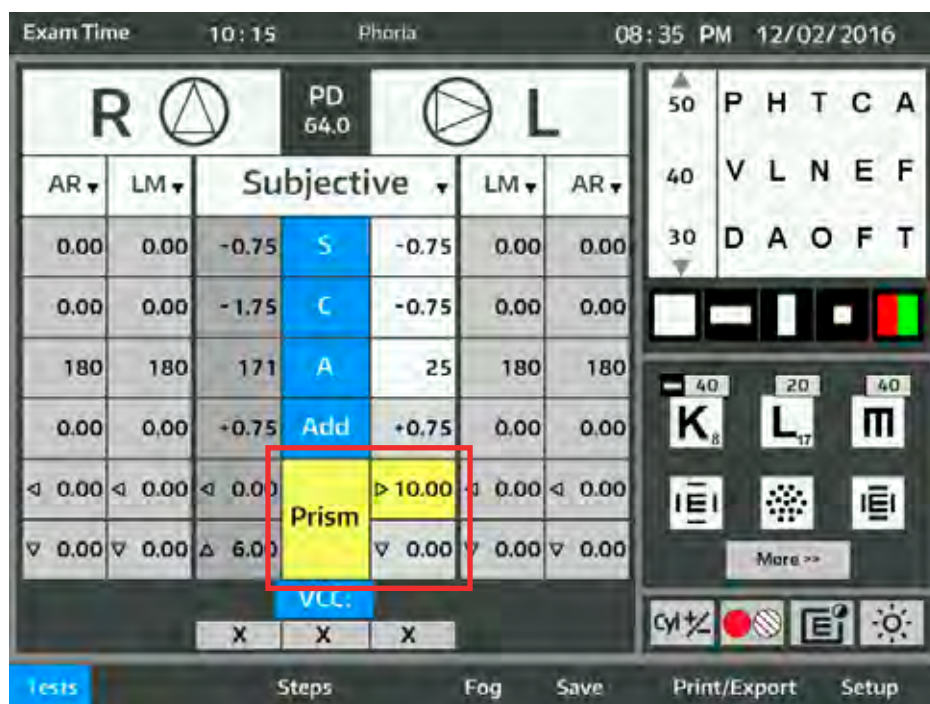 Exam Time 10:15 Phoria 08:35 PM 12/02/2016
R PD 64.0 L
AR▼ LM▼ Subjective ▼ LM▼ AR▼
0.00 0.00 -0.75 S -0.75 0.00 0.00
0.00 0.00 -1.75 C -0.75 0.00 0.00
180 180 171 A 25 180 180
0.00 0.00 +0.75 Add +0.75 0.00 0.00
◁ 0.00 ◁ 0.00 ◁ 0.00 Prism ▷ 10.00 ◁ 0.00 ◁ 0.00
▽ 0.00 ▽ 0.00 △ 6.00 ▽ 0.00 ▽ 0.00 ▽ 0.00
VCC:
X X X
50 P H T C A
40 V L N E F
30 D A O F T
40 20 40
K8 L17 E
E E
More >>
Cyl +/- E
Tests Steps Fog Save Print/Export Setup